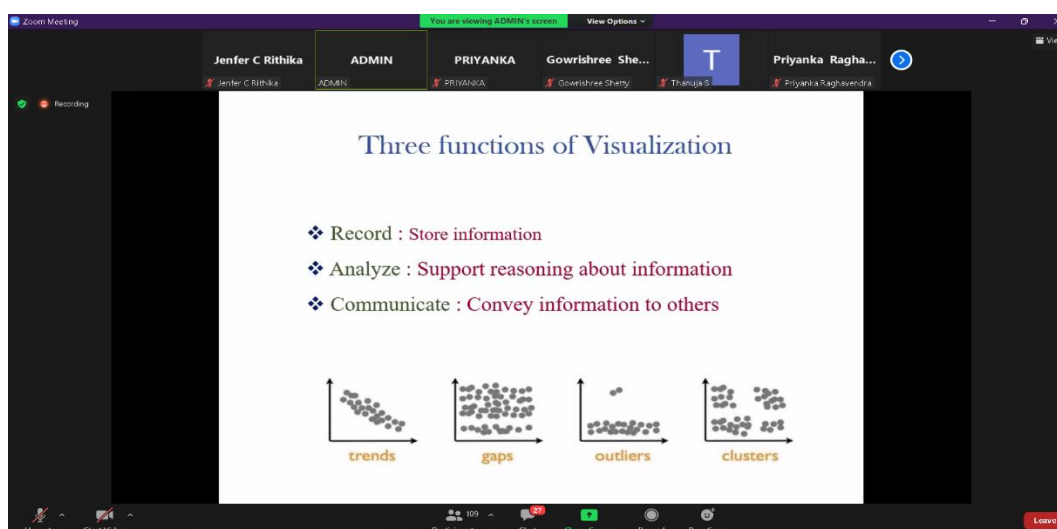 Zoom Meeting
You are viewing ADMIN's screen
View Options
View
Jenfer C Rithika
ADMIN
PRIYANKA
Gowrishree She...
T
Priyanka Ragha...
Jenfer C Rithika
ADMIN
PRIYANKA
Gowrishree Shetty
Thanuja S
Priyanka Raghavendra
Recording
Three functions of Visualization
❖ Record : Store information
❖ Analyze : Support reasoning about information
❖ Communicate : Convey information to others
trends
gaps
outliers
clusters
109
27
Leave